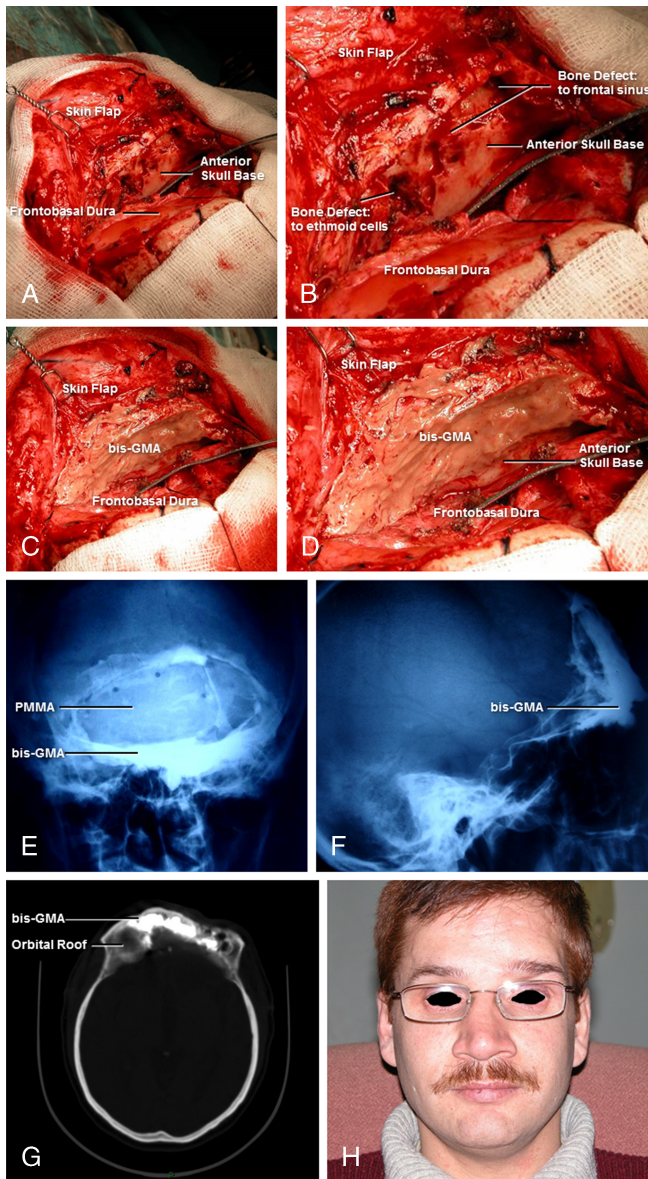 Skin Flap
Anterior
Skull Base
Frontobasal Dura
A
Skin Flap
Bone Defect:
to frontal sinus
Anterior Skull Base
Bone Defect:
to ethmoid cells
Frontobasal Dura
B
Skin Flap
bis-GMA
Frontobasal Dura
C
Skin Flap
bis-GMA
Anterior
Skull Base
Frontobasal Dura
D
PMMA
bis-GMA
E
bis-GMA
F
bis-GMA
Orbital Roof
G
H